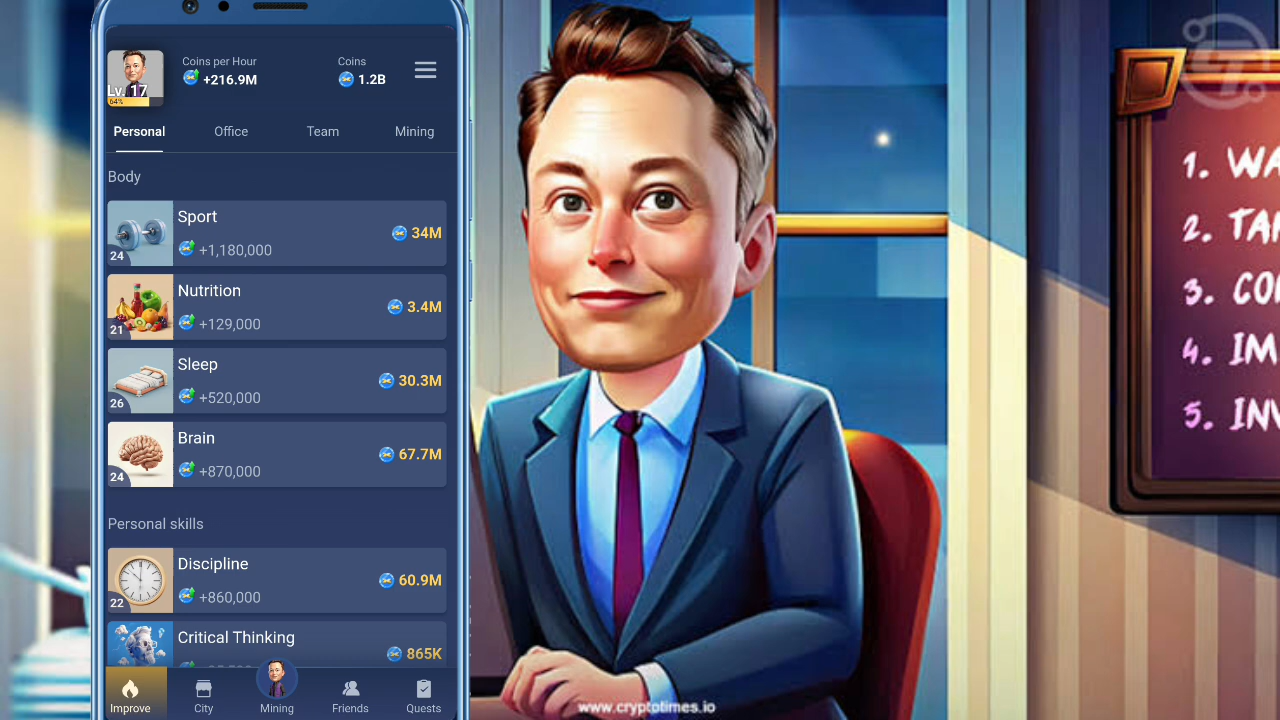 Lv. 17
64%
Coins per Hour
+216.9M
Coins
1.2B
Personal
Office
Team
Mining
Body
Sport
+1,180,000
34M
24
Nutrition
+129,000
3.4M
21
Sleep
+520,000
30.3M
26
Brain
+870,000
67.7M
24
Personal skills
Discipline
+860,000
60.9M
22
Critical Thinking
865K
Improve
City
Mining
Friends
Quests
1. WA
2. TA
3. CO
4. IM
5. INV
www.cryptotimes.io